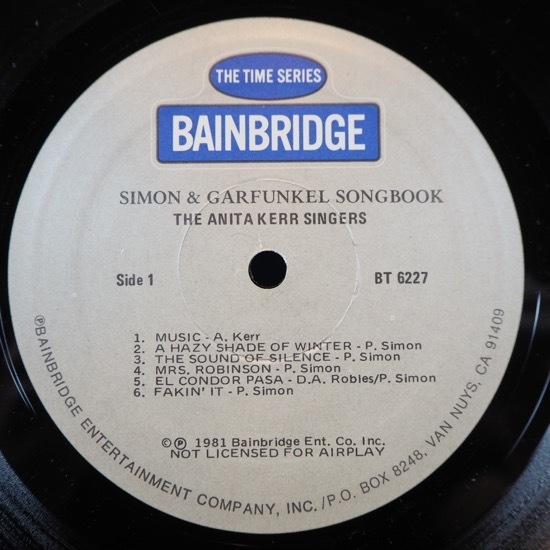 THE TIME SERIES
BAINBRIDGE
SIMON & GARFUNKEL SONGBOOK
THE ANITA KERR SINGERS
Side 1
BT 6227
1. MUSIC - A. Kerr
2. A HAZY SHADE OF WINTER - P. Simon
3. THE SOUND OF SILENCE - P. Simon
4. MRS. ROBINSON - P. Simon
5. EL CONDOR PASA - D.A. Robles/P. Simon
6. FAKIN' IT - P. Simon
©℗ 1981 Bainbridge Ent. Co. Inc.
NOT LICENSED FOR AIRPLAY
℗BAINBRIDGE ENTERTAINMENT COMPANY, INC./P.O. BOX 8248, VAN NUYS, CA 91409